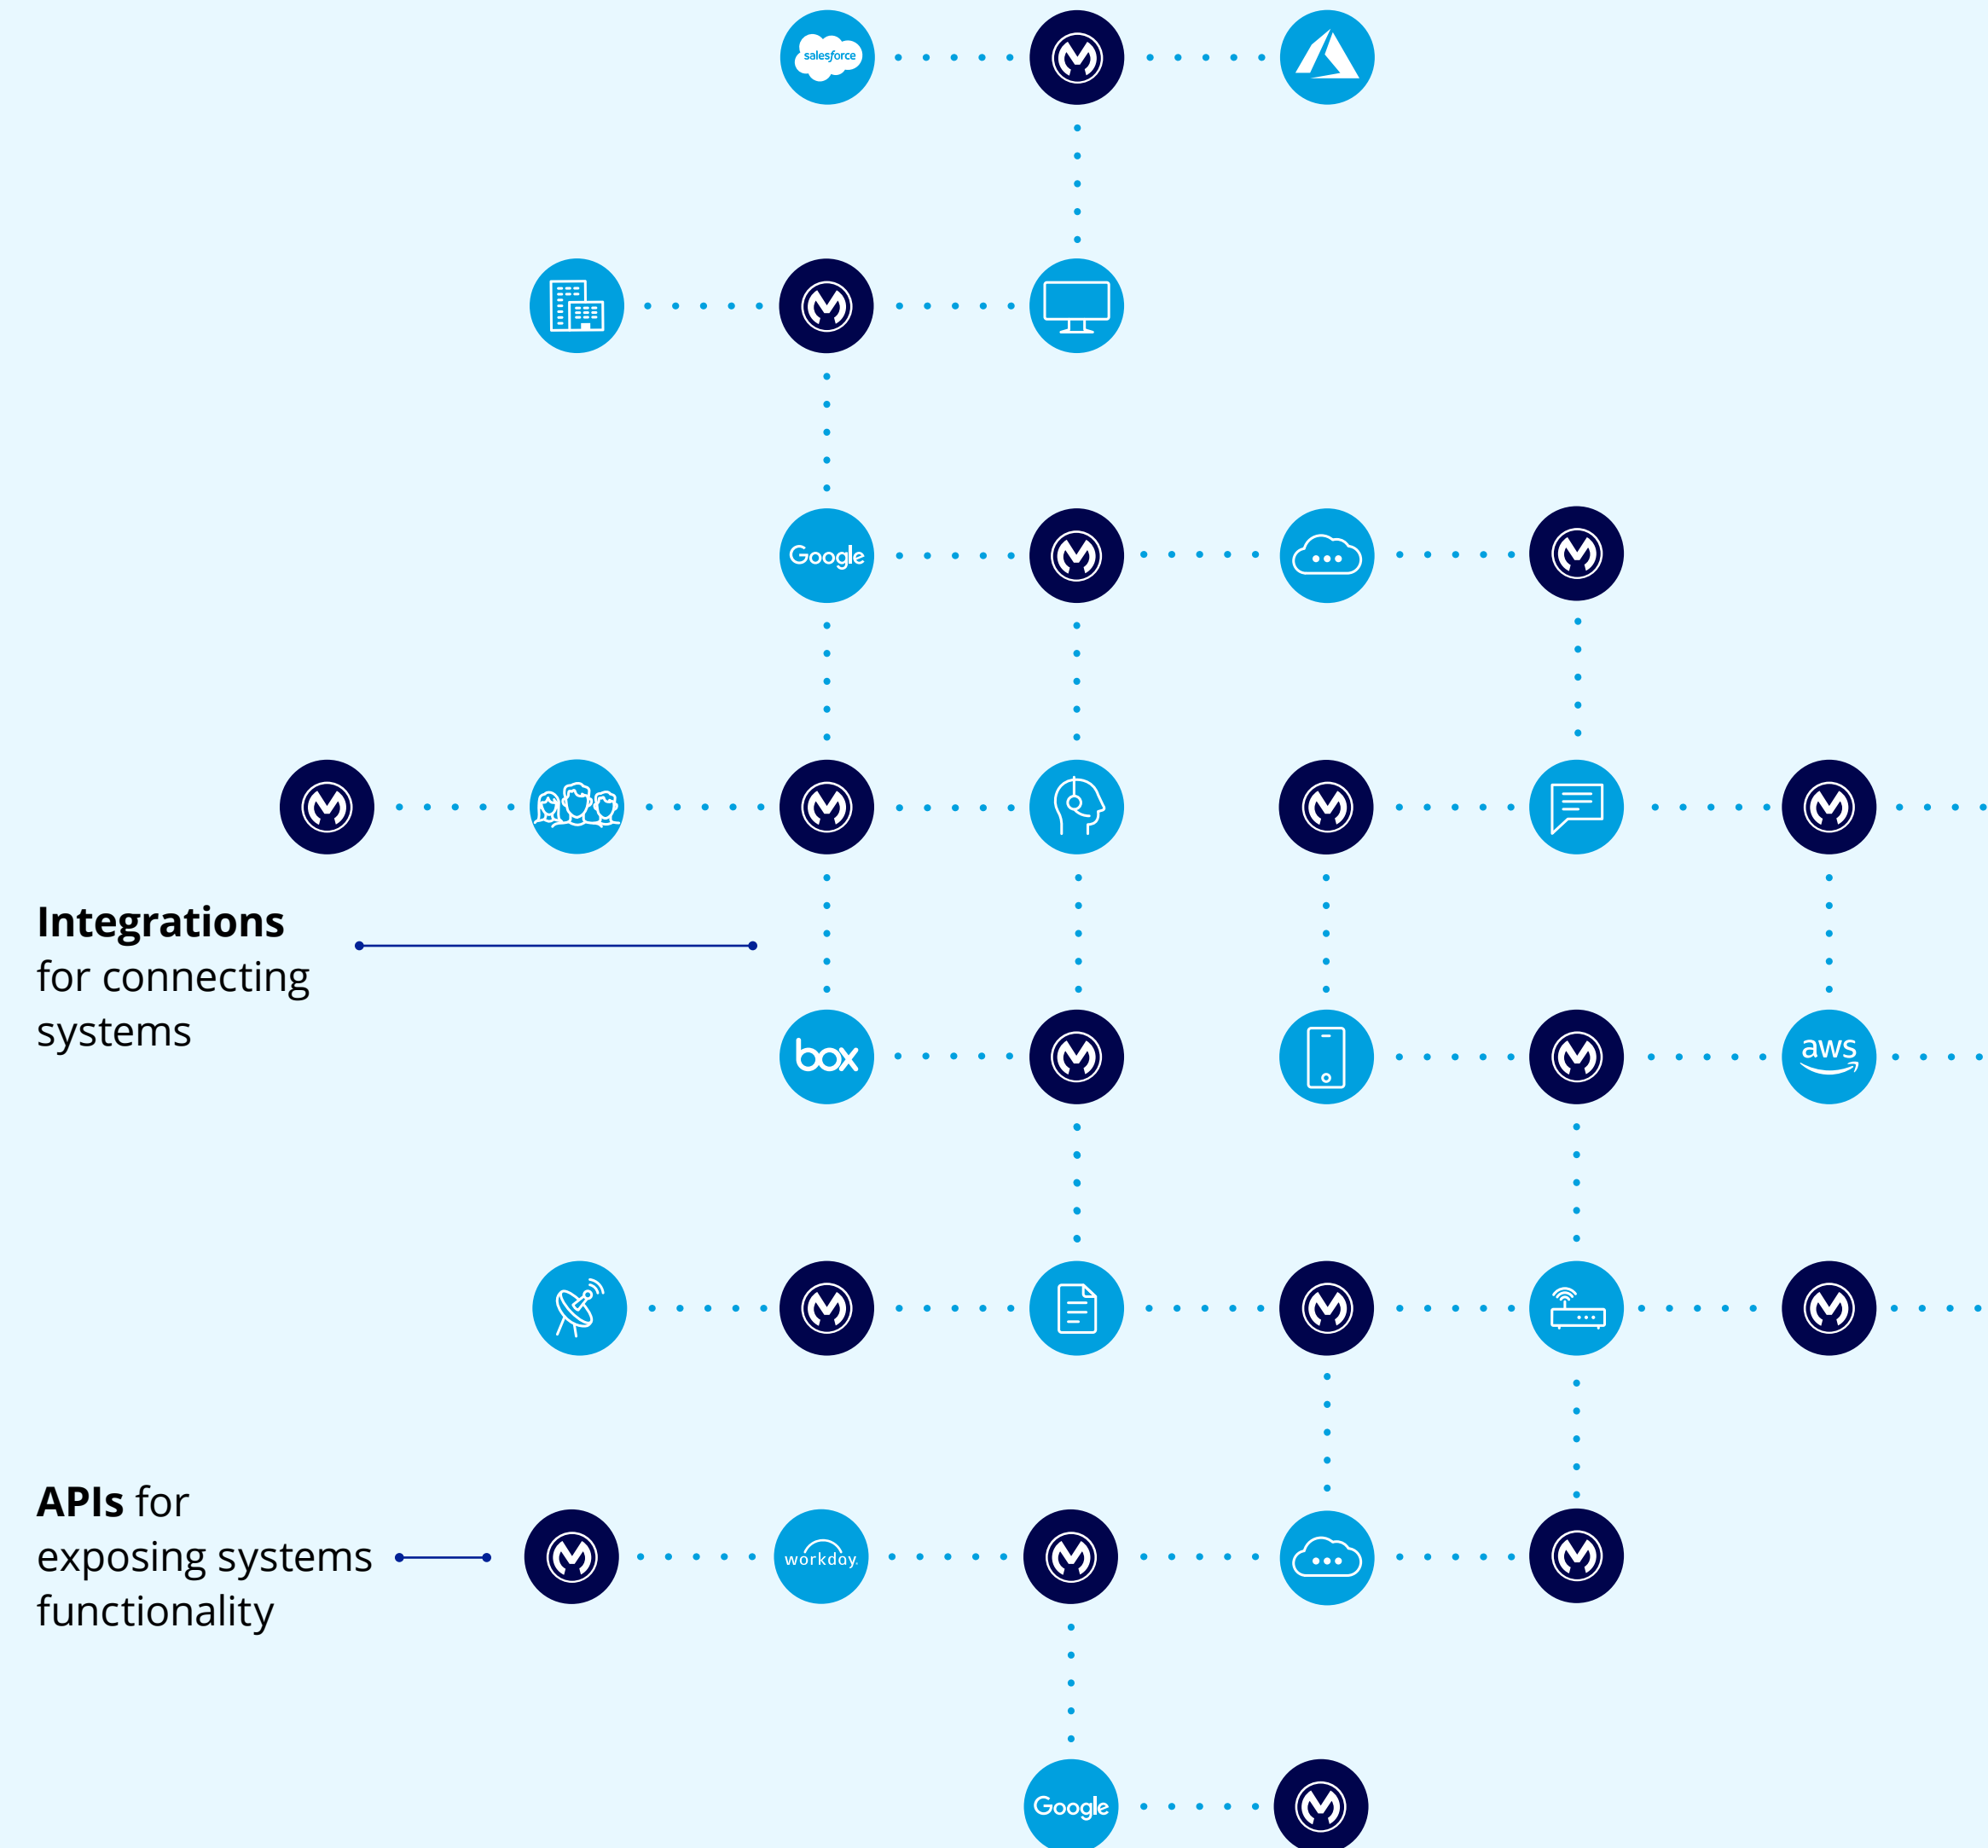 salesforce
Google
Integrations
for connecting
systems
box
aws
APIs for
exposing systems
functionality
workday.
Google